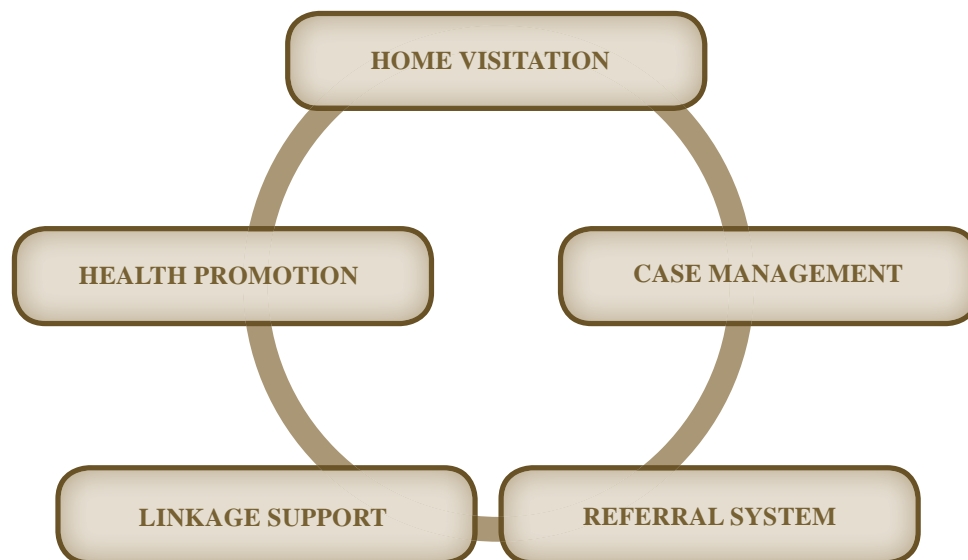 HOME VISITATION
HEALTH PROMOTION
CASE MANAGEMENT
LINKAGE SUPPORT
REFERRAL SYSTEM